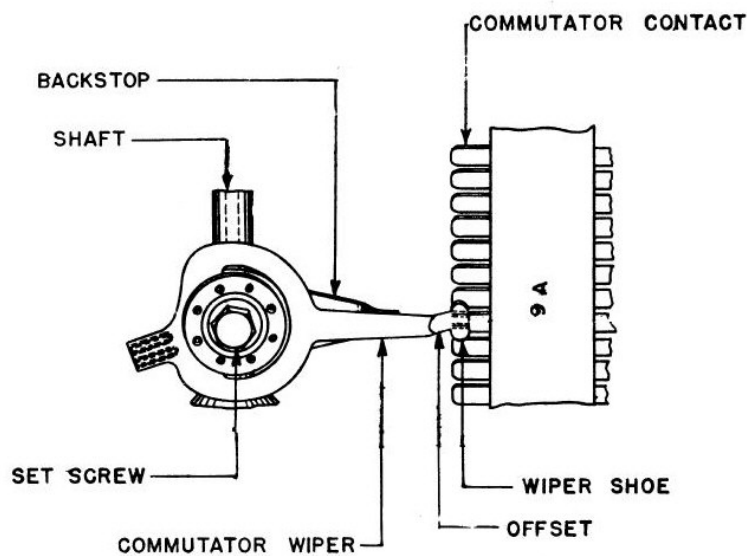 COMMUTATOR CONTACT
BACKSTOP
SHAFT
9A
SET SCREW
WIPER SHOE
OFFSET
COMMUTATOR WIPER